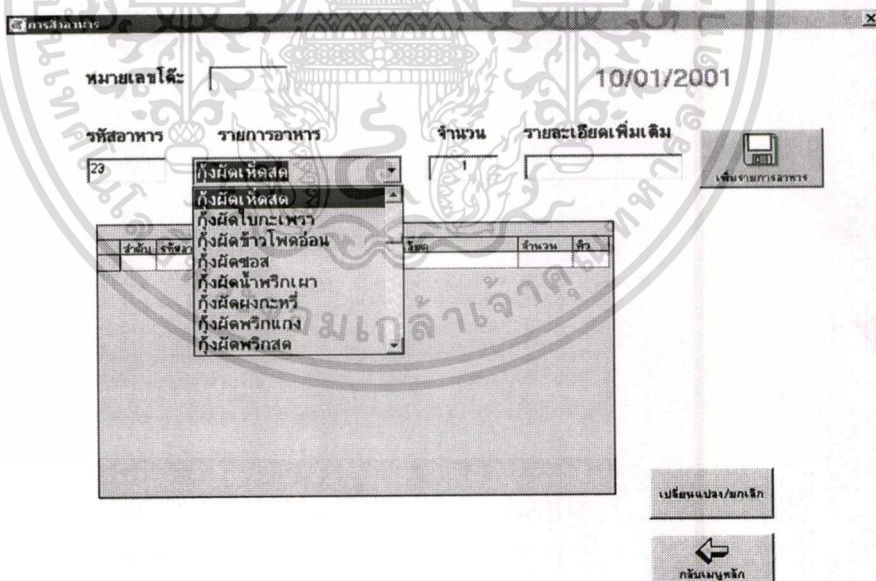 การสั่งอาหาร
หมายเลขโต๊ะ
10/01/2001
รหัสอาหาร รายการอาหาร จำนวน รายละเอียดเพิ่มเติม
23 กุ้งผัดเห็ดสด 1
เพิ่มรายการอาหาร
กุ้งผัดเห็ดสด
กุ้งผัดใบกะเพรา
กุ้งผัดข้าวโพดอ่อน
กุ้งผัดซอส
กุ้งผัดน้ำพริกเผา
กุ้งผัดผงกะหรี่
กุ้งผัดพริกแกง
กุ้งผัดพริกสด
ลำดับ รหัสอา จำนวน คิว
เปลี่ยนแปลง/ยกเลิก
กลับเมนูหลัก